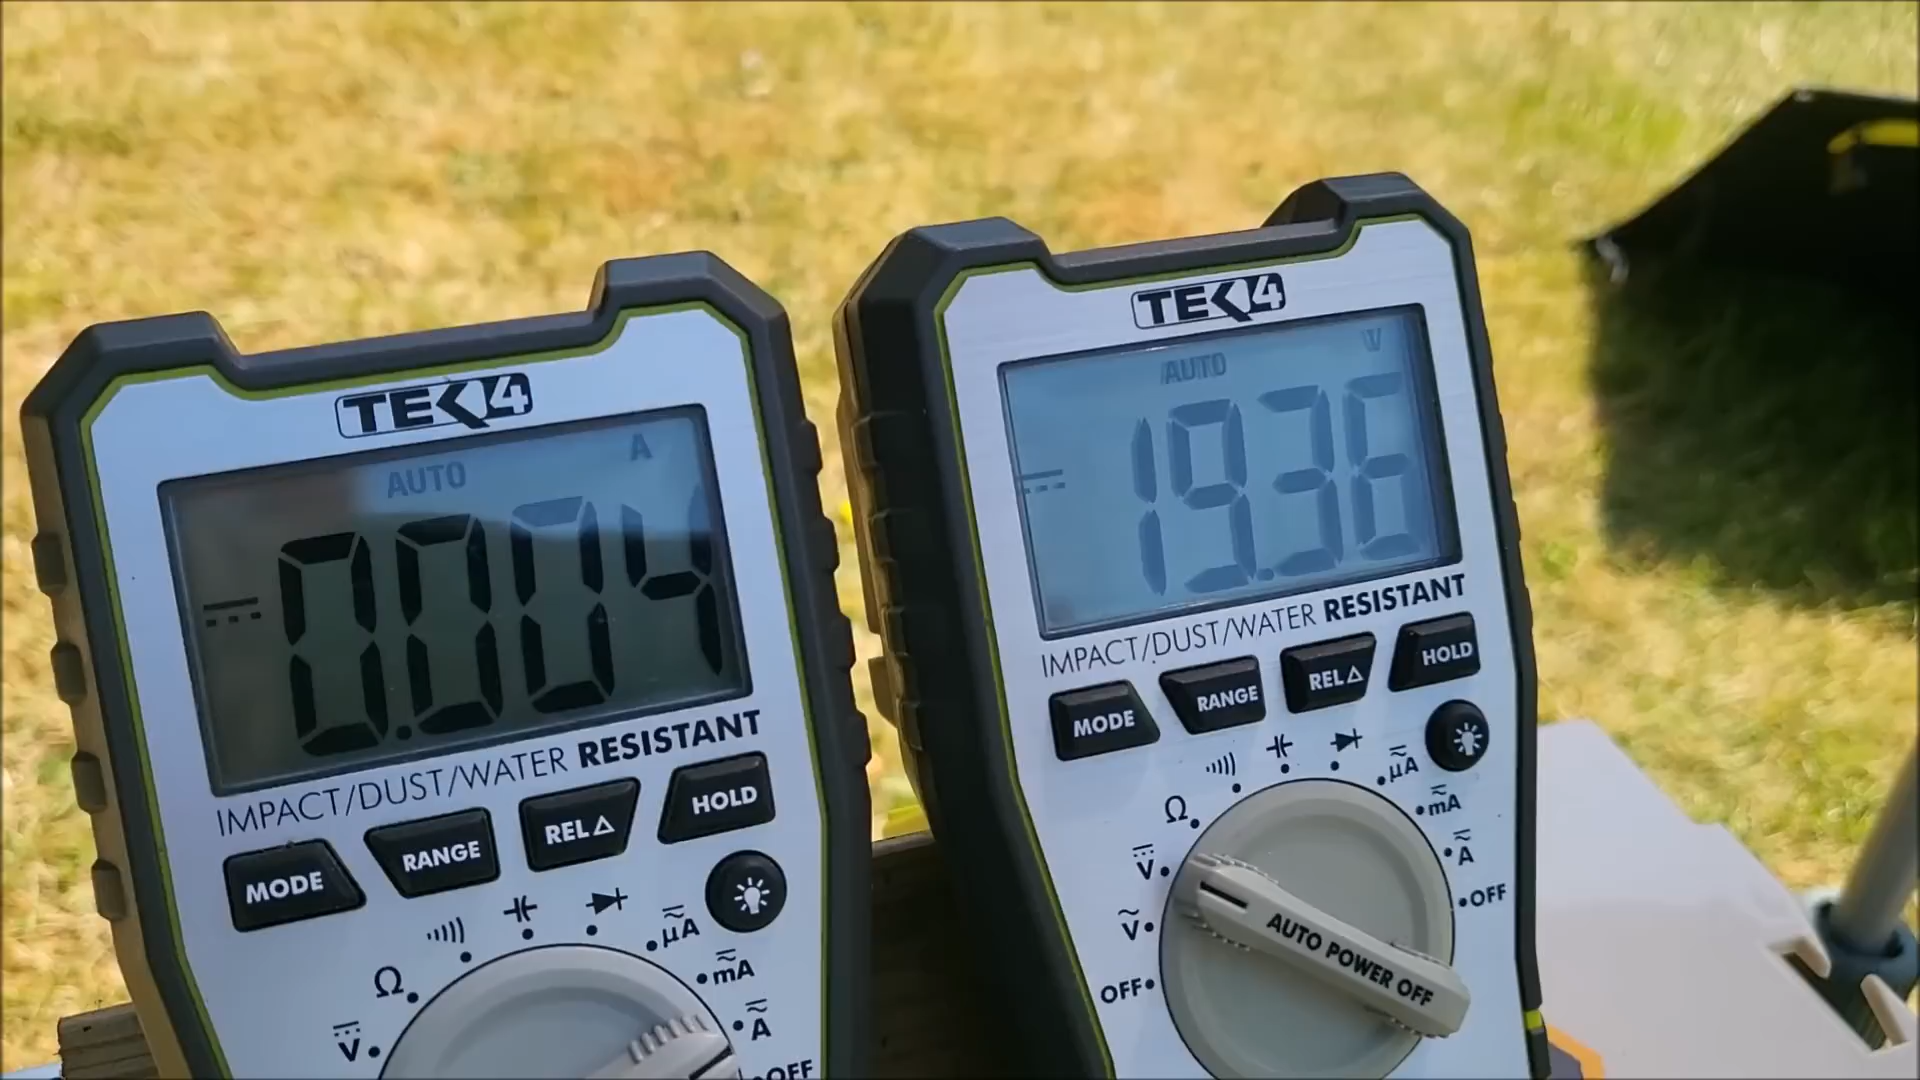 TEK4
AUTO A
0.004
IMPACT/DUST/WATER RESISTANT
MODE RANGE REL△ HOLD
Ω
V
µA
mA
A
OFF
TEK4
AUTO V
19.36
IMPACT/DUST/WATER RESISTANT
MODE RANGE REL△ HOLD
Ω
V
V
OFF
µA
mA
A
OFF
AUTO POWER OFF